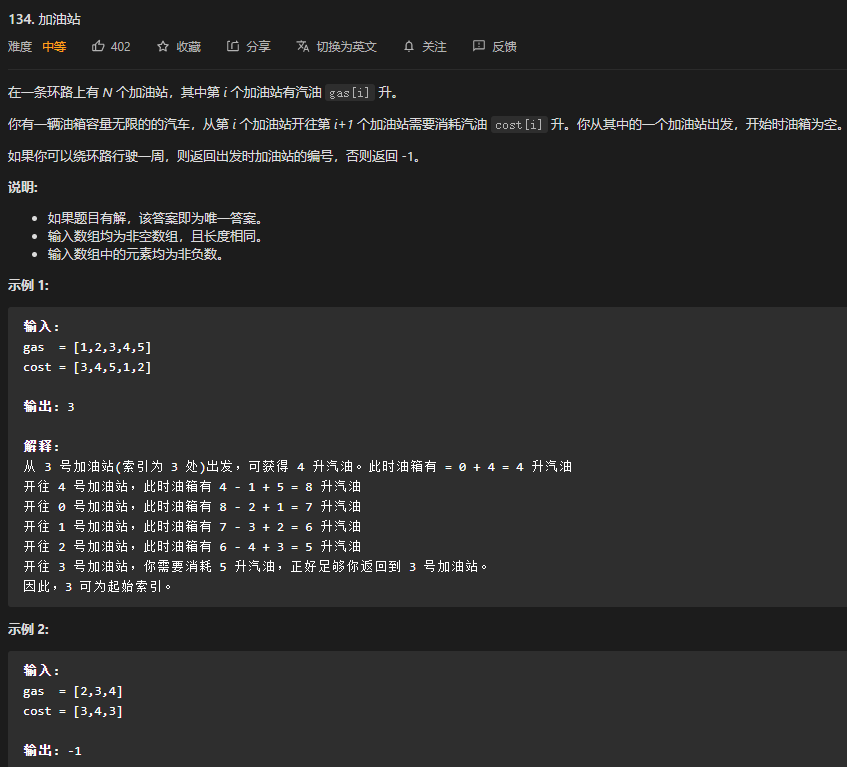 134. 加油站
难度 中等 402 收藏 分享 切换为英文 关注 反馈
在一条环路上有 N 个加油站，其中第 i 个加油站有汽油 gas[i] 升。
你有一辆油箱容量无限的的汽车，从第 i 个加油站开往第 i+1 个加油站需要消耗汽油 cost[i] 升。你从其中的一个加油站出发，开始时油箱为空。
如果你可以绕环路行驶一周，则返回出发时加油站的编号，否则返回 -1。
说明:
如果题目有解，该答案即为唯一答案。
输入数组均为非空数组，且长度相同。
输入数组中的元素均为非负数。
示例 1:
输入:
gas  = [1,2,3,4,5]
cost = [3,4,5,1,2]
输出: 3
解释:
从 3 号加油站(索引为 3 处)出发，可获得 4 升汽油。此时油箱有 = 0 + 4 = 4 升汽油
开往 4 号加油站，此时油箱有 4 - 1 + 5 = 8 升汽油
开往 0 号加油站，此时油箱有 8 - 2 + 1 = 7 升汽油
开往 1 号加油站，此时油箱有 7 - 3 + 2 = 6 升汽油
开往 2 号加油站，此时油箱有 6 - 4 + 3 = 5 升汽油
开往 3 号加油站，你需要消耗 5 升汽油，正好足够你返回到 3 号加油站。
因此，3 可为起始索引。
示例 2:
输入:
gas  = [2,3,4]
cost = [3,4,3]
输出: -1